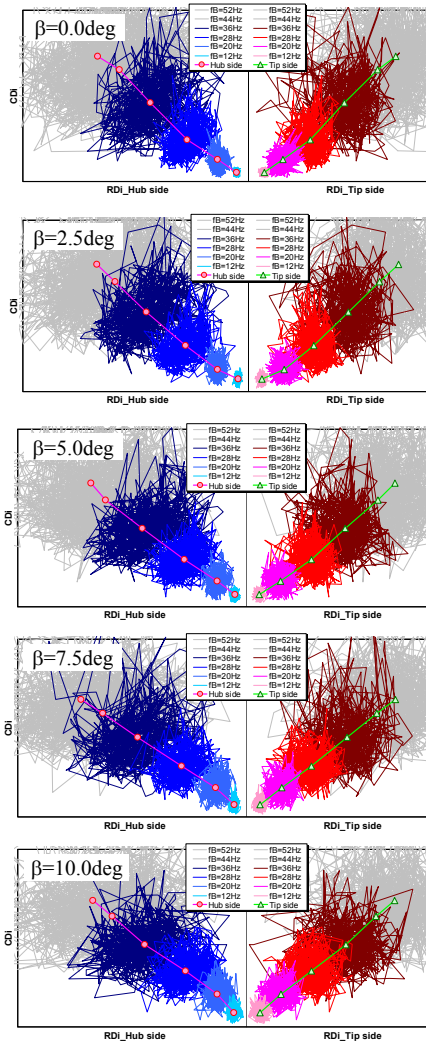 β=0.0deg
fB=52Hz fB=52Hz
fB=44Hz fB=44Hz
fB=36Hz fB=36Hz
fB=28Hz fB=28Hz
fB=20Hz fB=20Hz
fB=12Hz fB=12Hz
Hub side Tip side
CDi
RDi_Hub side RDi_Tip side
β=2.5deg
fB=52Hz fB=52Hz
fB=44Hz fB=44Hz
fB=36Hz fB=36Hz
fB=28Hz fB=28Hz
fB=20Hz fB=20Hz
fB=12Hz fB=12Hz
Hub side Tip side
CDi
RDi_Hub side RDi_Tip side
β=5.0deg
fB=52Hz fB=52Hz
fB=44Hz fB=44Hz
fB=36Hz fB=36Hz
fB=28Hz fB=28Hz
fB=20Hz fB=20Hz
fB=12Hz fB=12Hz
Hub side Tip side
CDi
RDi_Hub side RDi_Tip side
β=7.5deg
fB=52Hz fB=52Hz
fB=44Hz fB=44Hz
fB=36Hz fB=36Hz
fB=28Hz fB=28Hz
fB=20Hz fB=20Hz
fB=12Hz fB=12Hz
Hub side Tip side
CDi
RDi_Hub side RDi_Tip side
β=10.0deg
fB=52Hz fB=52Hz
fB=44Hz fB=44Hz
fB=36Hz fB=36Hz
fB=28Hz fB=28Hz
fB=20Hz fB=20Hz
fB=12Hz fB=12Hz
Hub side Tip side
CDi
RDi_Hub side RDi_Tip side